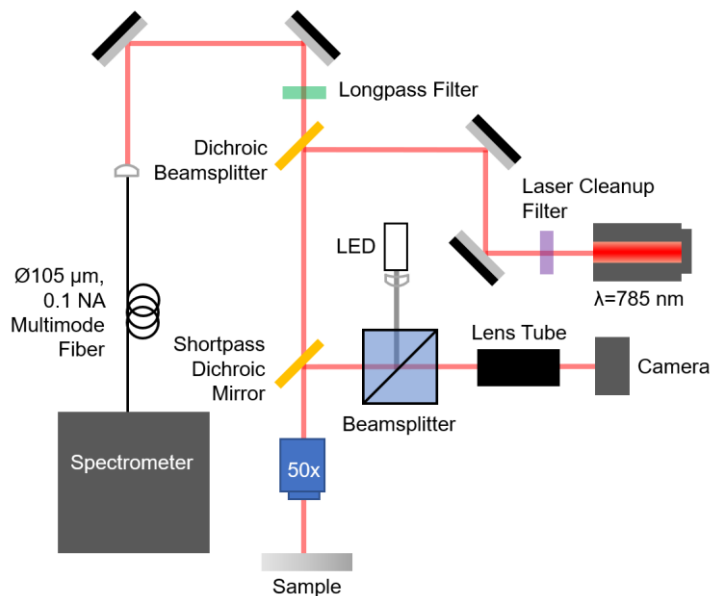 Longpass Filter
Dichroic
Beamsplitter
Laser Cleanup
Filter
LED
λ=785 nm
Ø105 µm,
0.1 NA
Multimode
Fiber
Shortpass
Dichroic
Mirror
Lens Tube
Camera
Beamsplitter
Spectrometer
50x
Sample